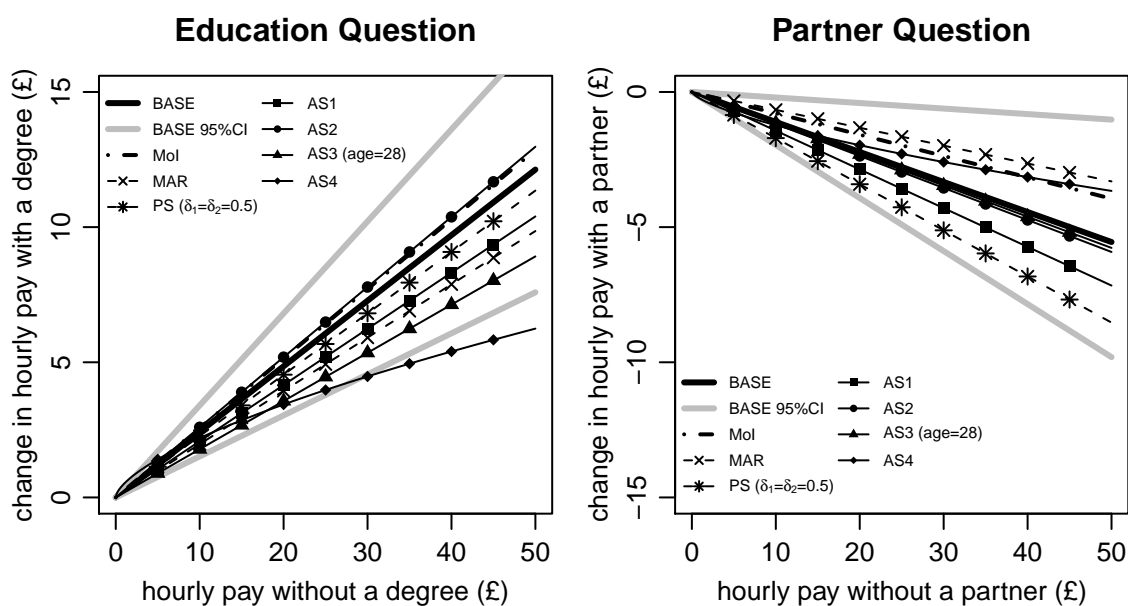 Education Question
change in hourly pay with a degree (£)
15
10
5
0
BASE
BASE 95%CI
MoI
MAR
PS (δ₁=δ₂=0.5)
AS1
AS2
AS3 (age=28)
AS4
0 10 20 30 40 50
hourly pay without a degree (£)
Partner Question
change in hourly pay with a partner (£)
0
−5
−10
−15
BASE
BASE 95%CI
MoI
MAR
PS (δ₁=δ₂=0.5)
AS1
AS2
AS3 (age=28)
AS4
0 10 20 30 40 50
hourly pay without a partner (£)